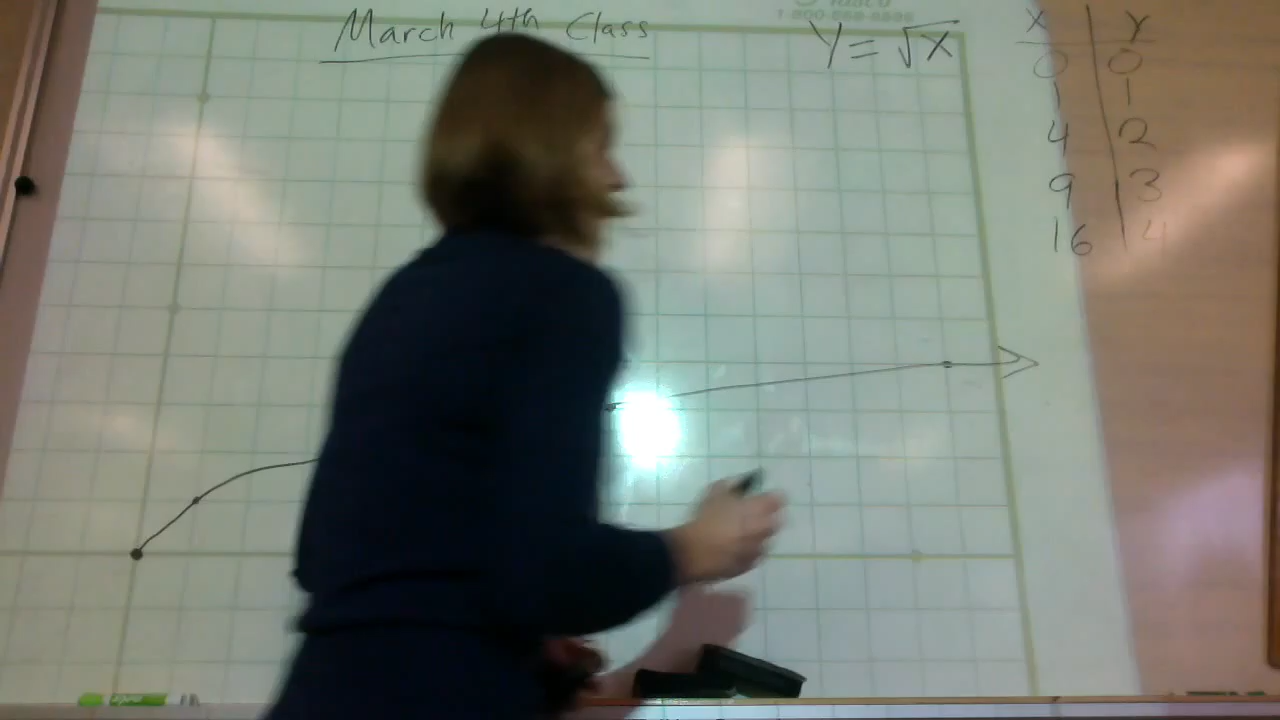 March 4th Class
Y = √X
X Y
0 0
1 1
4 2
9 3
16 4